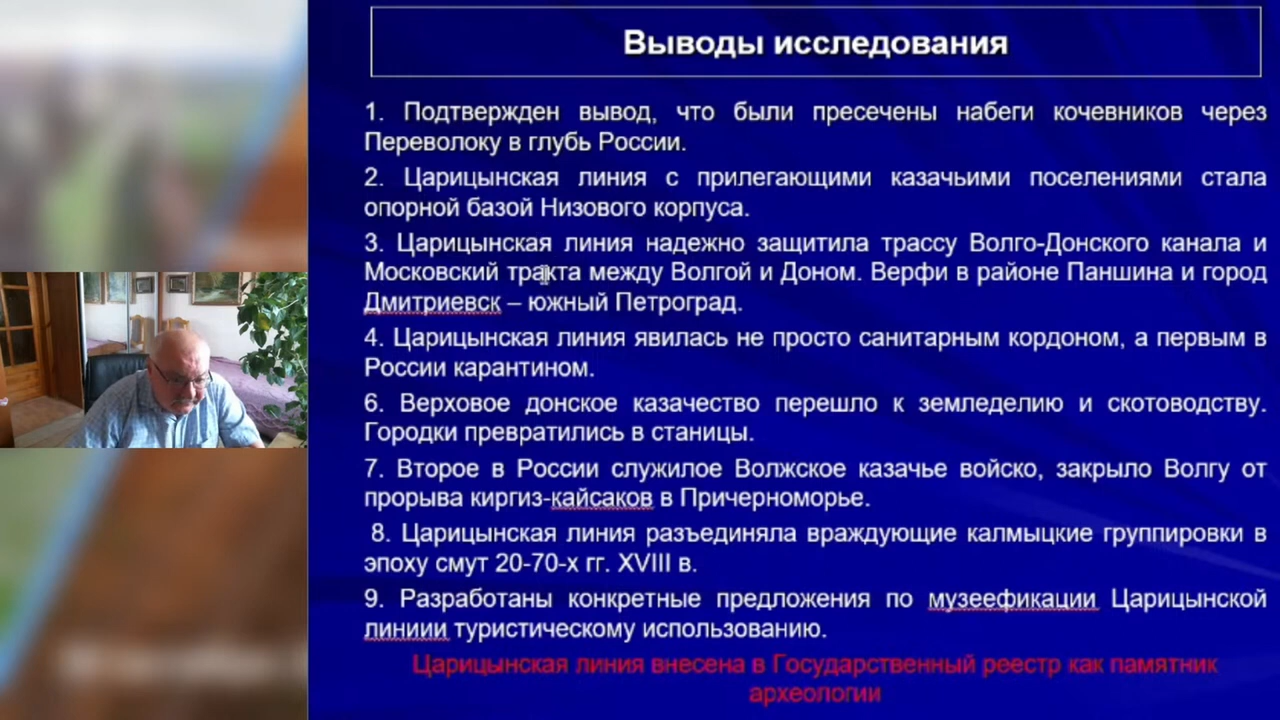 Выводы исследования
1. Подтвержден вывод, что были пресечены набеги кочевников через
Переволоку в глубь России.
2. Царицынская линия с прилегающими казачьими поселениями стала
опорной базой Низового корпуса.
3. Царицынская линия надежно защитила трассу Волго-Донского канала и
Московский тракта между Волгой и Доном. Верфи в районе Паншина и город
Дмитриевск – южный Петроград.
4. Царицынская линия явилась не просто санитарным кордоном, а первым в
России карантином.
6. Верховое донское казачество перешло к земледелию и скотоводству.
Городки превратились в станицы.
7. Второе в России служилое Волжское казачье войско, закрыло Волгу от
прорыва киргиз-кайсаков в Причерноморье.
8. Царицынская линия разъединяла враждующие калмыцкие группировки в
эпоху смут 20-70-х гг. XVIII в.
9. Разработаны конкретные предложения по музеефикации Царицынской
линиии туристическому использованию.
Царицынская линия внесена в Государственный реестр как памятник
археологии